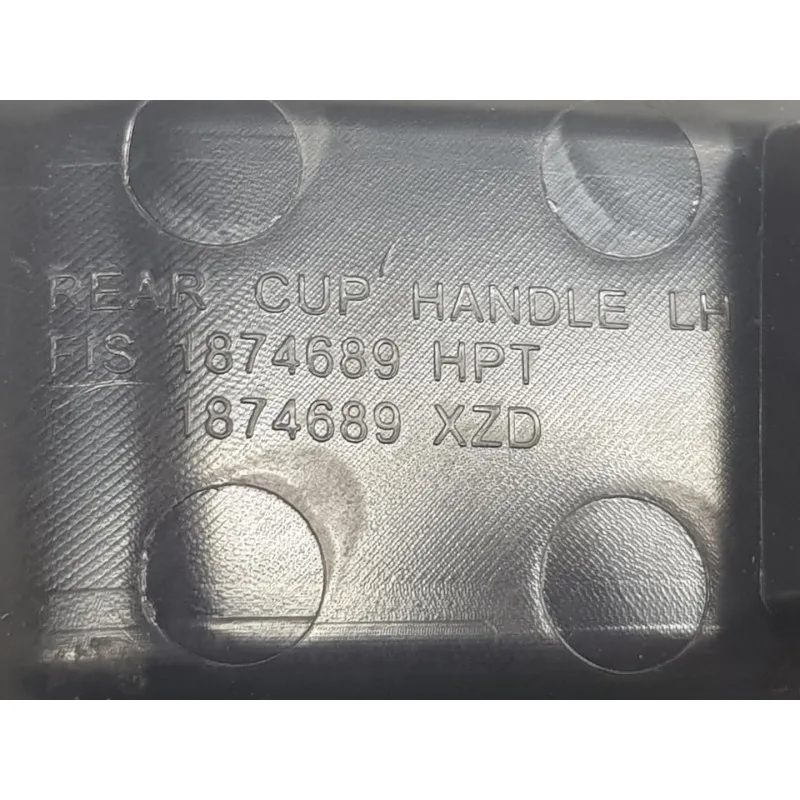 REAR CUP HANDLE LH
FIS 1874689 HPT
1874689 XZD